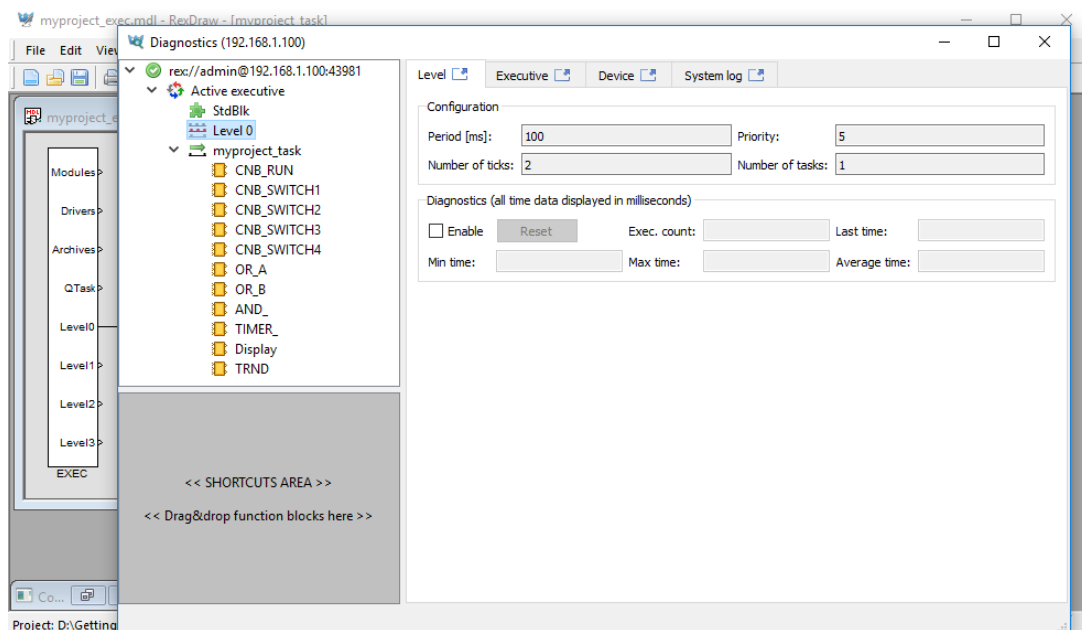 myproject_exec.mdl - RexDraw - [myproject_task]
File Edit View
Diagnostics (192.168.1.100)
myproject_e
Modules
Drivers
Archives
QTask
Level0
Level1
Level2
Level3
EXEC
Co...
Project: D:\Getting
rex://admin@192.168.1.100:43981
Active executive
StdBlk
Level 0
myproject_task
CNB_RUN
CNB_SWITCH1
CNB_SWITCH2
CNB_SWITCH3
CNB_SWITCH4
OR_A
OR_B
AND_
TIMER_
Display
TRND
<< SHORTCUTS AREA >>
<< Drag&drop function blocks here >>
Level Executive Device System log
Configuration
Period [ms]: 100 Priority: 5
Number of ticks: 2 Number of tasks: 1
Diagnostics (all time data displayed in milliseconds)
Enable Reset Exec. count: Last time:
Min time: Max time: Average time: